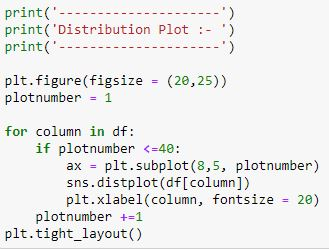 print('---------------------')
print('Distribution Plot :- ')
print('---------------------')
plt.figure(figsize = (20,25))
plotnumber = 1
for column in df:
    if plotnumber <=40:
        ax = plt.subplot(8,5, plotnumber)
        sns.distplot(df[column])
        plt.xlabel(column, fontsize = 20)
    plotnumber +=1
plt.tight_layout()